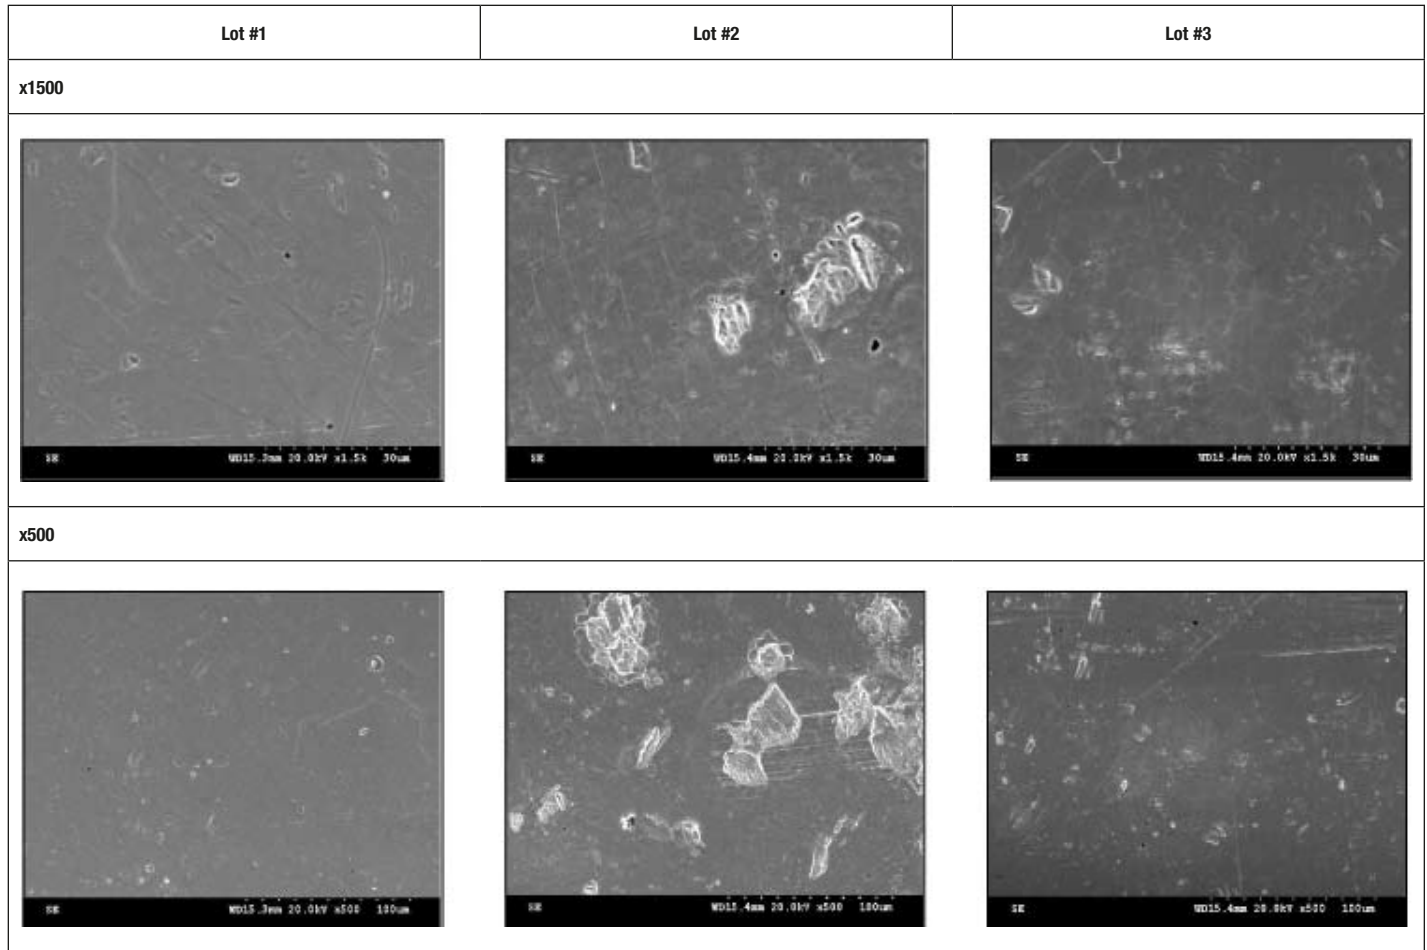 Lot #1
Lot #2
Lot #3
x1500
SE WD15.3mm 20.0kV x1.5k 30um
SE WD15.4mm 20.0kV x1.5k 30um
SE WD15.4mm 20.0kV x1.5k 30um
x500
SE WD15.3mm 20.0kV x500 100um
SE WD15.4mm 20.0kV x500 100um
SE WD15.4mm 20.0kV x500 100um